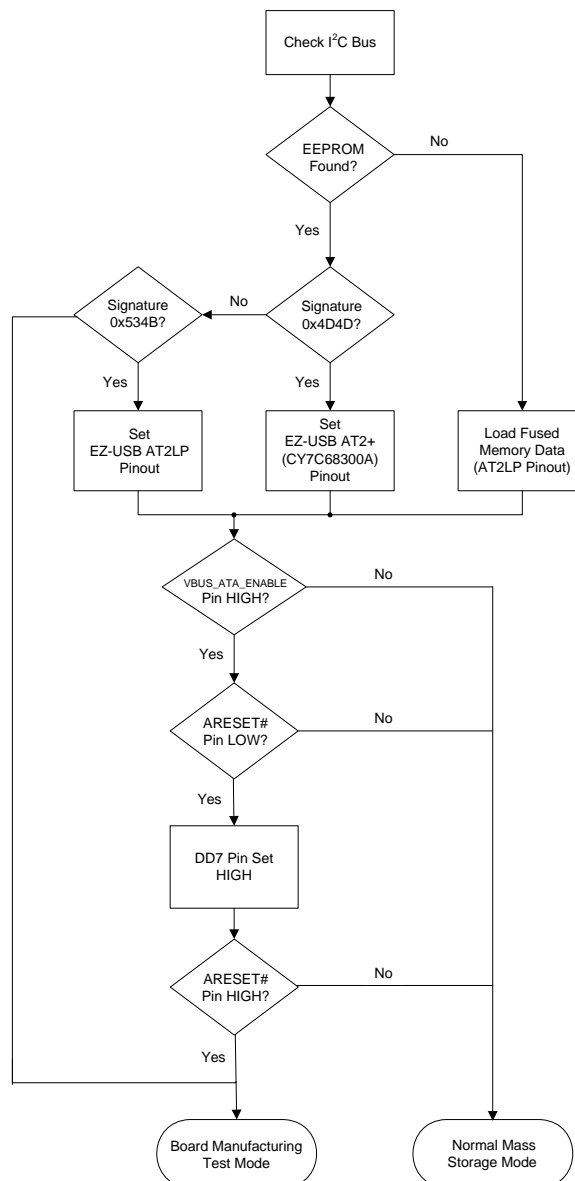 Check I²C Bus
EEPROM
Found?
No
Yes
Signature
0x534B?
No
Signature
0x4D4D?
Yes
Yes
Set
EZ-USB AT2LP
Pinout
Set
EZ-USB AT2+
(CY7C68300A)
Pinout
Load Fused
Memory Data
(AT2LP Pinout)
VBUS_ATA_ENABLE
Pin HIGH?
No
Yes
ARESET#
Pin LOW?
No
Yes
DD7 Pin Set
HIGH
ARESET#
Pin HIGH?
No
Yes
Board Manufacturing
Test Mode
Normal Mass
Storage Mode